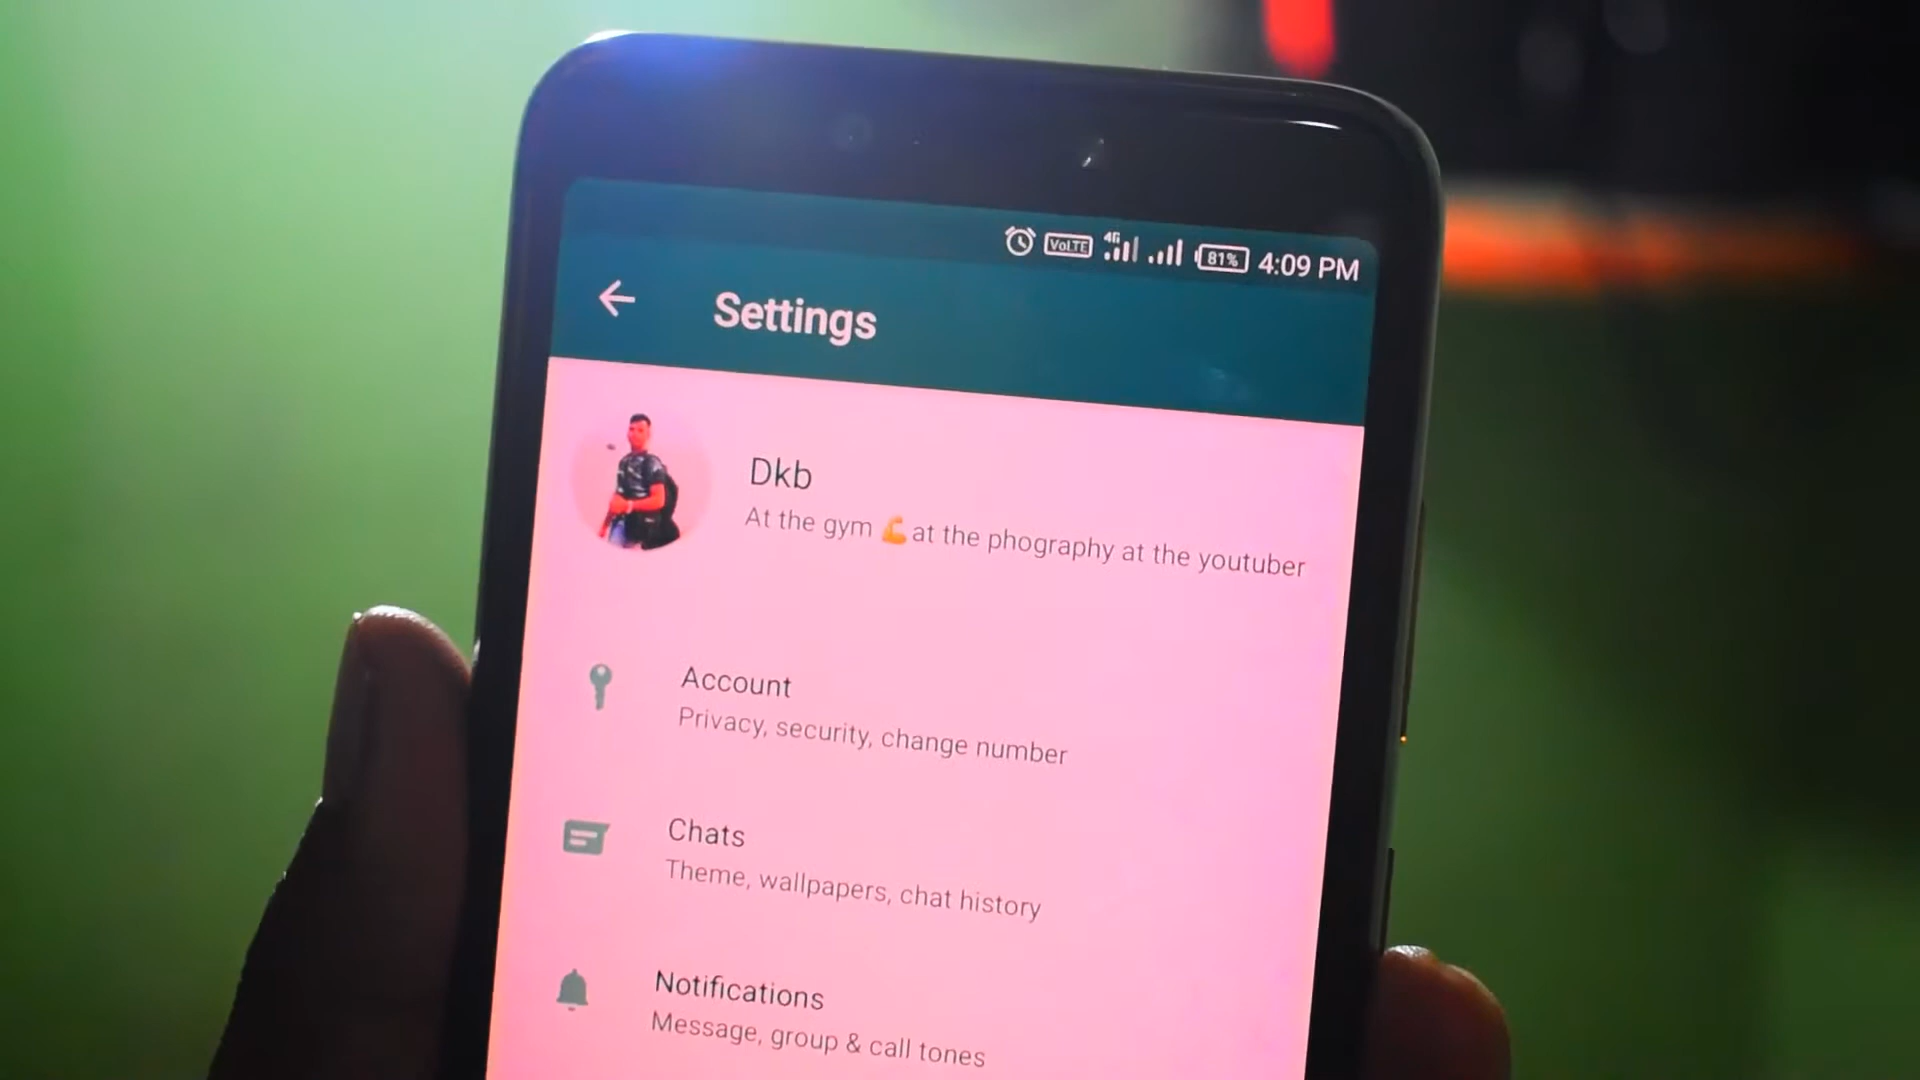 VoLTE 4G 81% 4:09 PM
Settings
Dkb
At the gym 💪 at the phography at the youtuber
Account
Privacy, security, change number
Chats
Theme, wallpapers, chat history
Notifications
Message, group & call tones